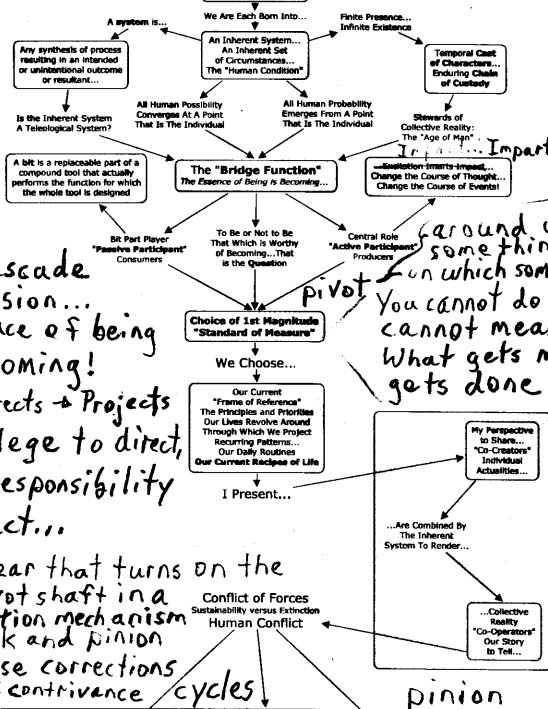 We Are Each Born Into...
A system is...
Finite Presence...
Infinite Existence
Any synthesis of process
resulting in an intended
or unintentional outcome
or resultant...
An Inherent System...
An Inherent Set
of Circumstances...
The "Human Condition"
Temporal Cast
of Characters...
Enduring Chain
of Custody
Is the Inherent System
A Teleological System?
All Human Possibility
Converges At A Point
That Is The Individual
All Human Probability
Emerges From A Point
That Is The Individual
Stewards of
Collective Reality:
The "Age of Man"
Impart
A bit is a replaceable part of a
compound tool that actually
performs the function for which
the whole tool is designed
The "Bridge Function"
The Essence of Being is Becoming...
Change the Course of Thought...
Change the Course of Events!
Bit Part Player
"Passive Participant"
Consumers
To Be or Not to Be
That Which is Worthy
of Becoming...That
is the Question
Central Role
"Active Participant"
Producers
around
somethin
on which som
pivot
You cannot do
cannot mea
What gets m
gets done
scade
sion...
ce of being
oming!
rects → Projects
lege to direct,
esponsibility
ct...
Choice of 1st Magnitude
"Standard of Measure"
We Choose...
Our Current
"Frame of Reference"
The Principles and Priorities
Our Lives Revolve Around
Through Which We Project
Recurring Patterns...
Our Daily Routines
Our Current Recipes of Life
I Present...
My Perspective
to Share...
"Co-Creators"
Individual
Actualities...
...Are Combined By
The Inherent
System To Render...
...Collective
Reality
"Co-Operators"
Our Story
to Tell...
ear that turns on the
ot shaft in a
tion mechanism
k and pinion
se corrections
contrivance cycles
Conflict of Forces
Sustainability versus Extinction
Human Conflict
pinion